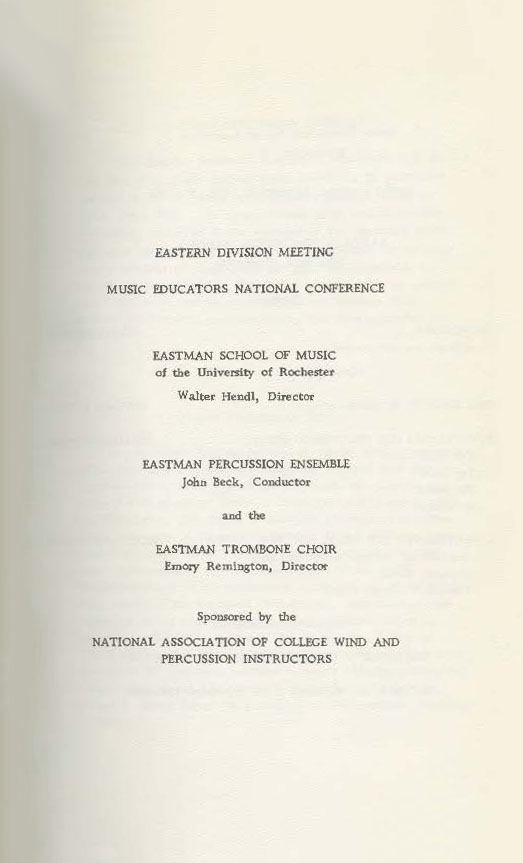 EASTERN DIVISION MEETING
MUSIC EDUCATORS NATIONAL CONFERENCE
EASTMAN SCHOOL OF MUSIC
of the University of Rochester
Walter Hendl, Director
EASTMAN PERCUSSION ENSEMBLE
John Beck, Conductor
and the
EASTMAN TROMBONE CHOIR
Emory Remington, Director
Sponsored by the
NATIONAL ASSOCIATION OF COLLEGE WIND AND
PERCUSSION INSTRUCTORS